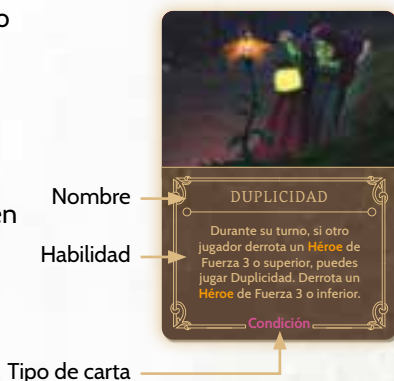 o
en
Nombre
Habilidad
Tipo de carta
DUPLICIDAD
Durante su turno, si otro
jugador derrota un Héroe de
Fuerza 3 o superior, puedes
jugar Duplicidad. Derrota un
Héroe de Fuerza 3 o inferior.
Condición